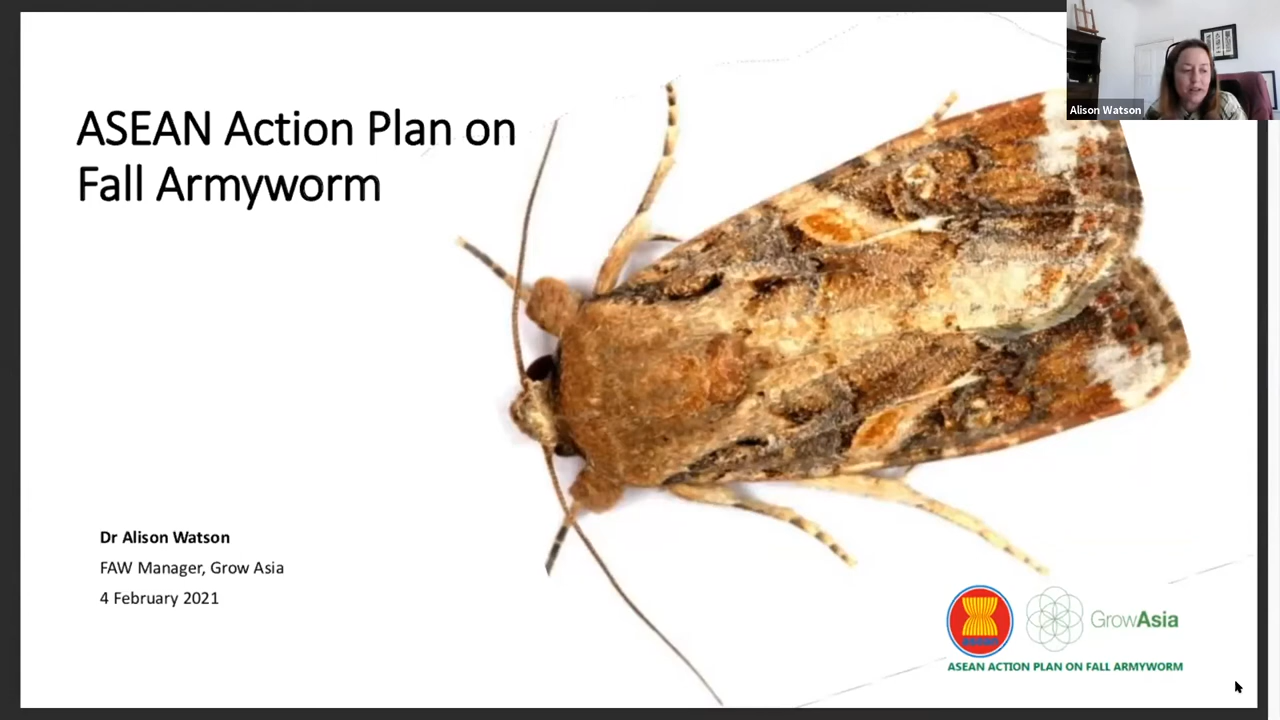 ASEAN Action Plan on
Fall Armyworm
Alison Watson
Dr Alison Watson
FAW Manager, Grow Asia
4 February 2021
asean
GrowAsia
ASEAN ACTION PLAN ON FALL ARMYWORM